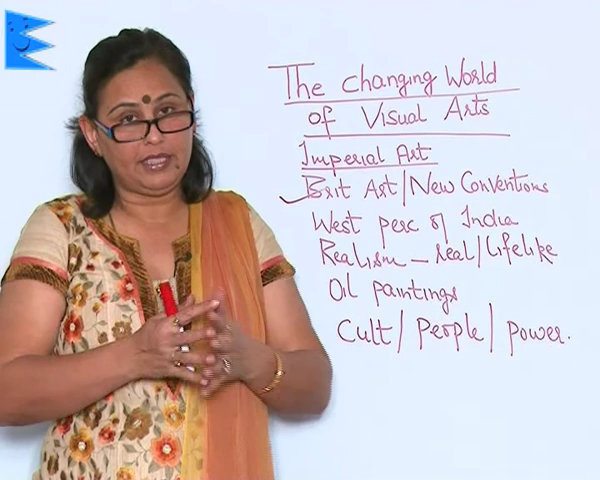 The Changing World
of Visual Arts
Imperial Art
Brit Art/New Conventions
West perc of India
Realism - real/lifelike
Oil paintings
Cult/People/Power.